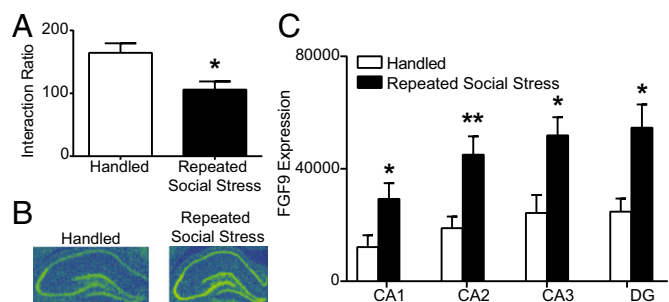 A
200
100
0
Interaction Ratio
*
Handled
Repeated
Social Stress
B
Handled
Repeated
Social Stress
C
80000
40000
0
FGF9 Expression
Handled
Repeated Social Stress
*
**
*
*
CA1
CA2
CA3
DG